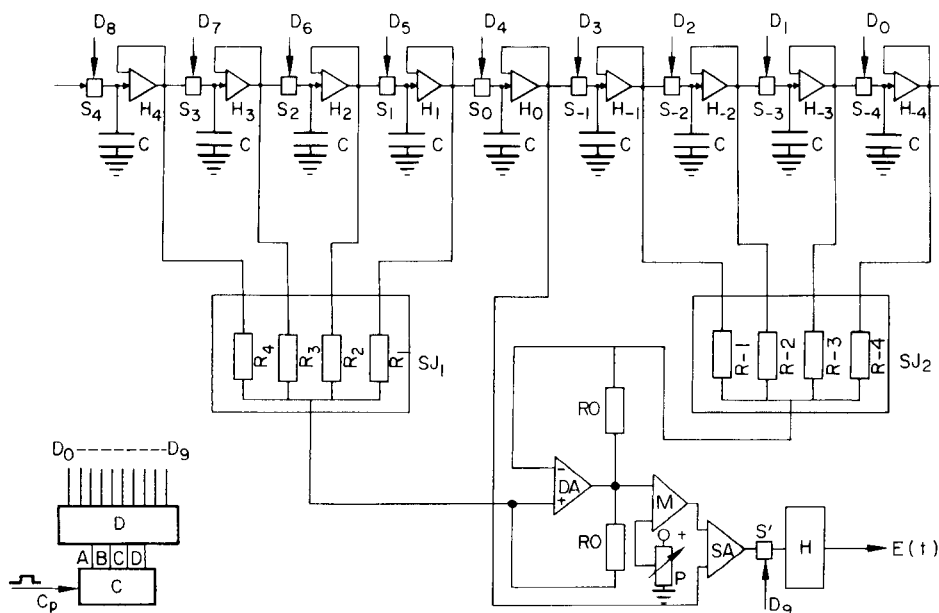 D8 D7 D6 D5 D4 D3 D2 D1 D0
S4 H4 S3 H3 S2 H2 S1 H1 S0 H0 S-1 H-1 S-2 H-2 S-3 H-3 S-4 H-4
C C C C C C C C C
R4 R3 R2 R1 SJ1
R-1 R-2 R-3 R-4 SJ2
RO
D0 D9
DA M
- +
D
RO + SA S' H E(t)
A B C D
P
Cp C
D9